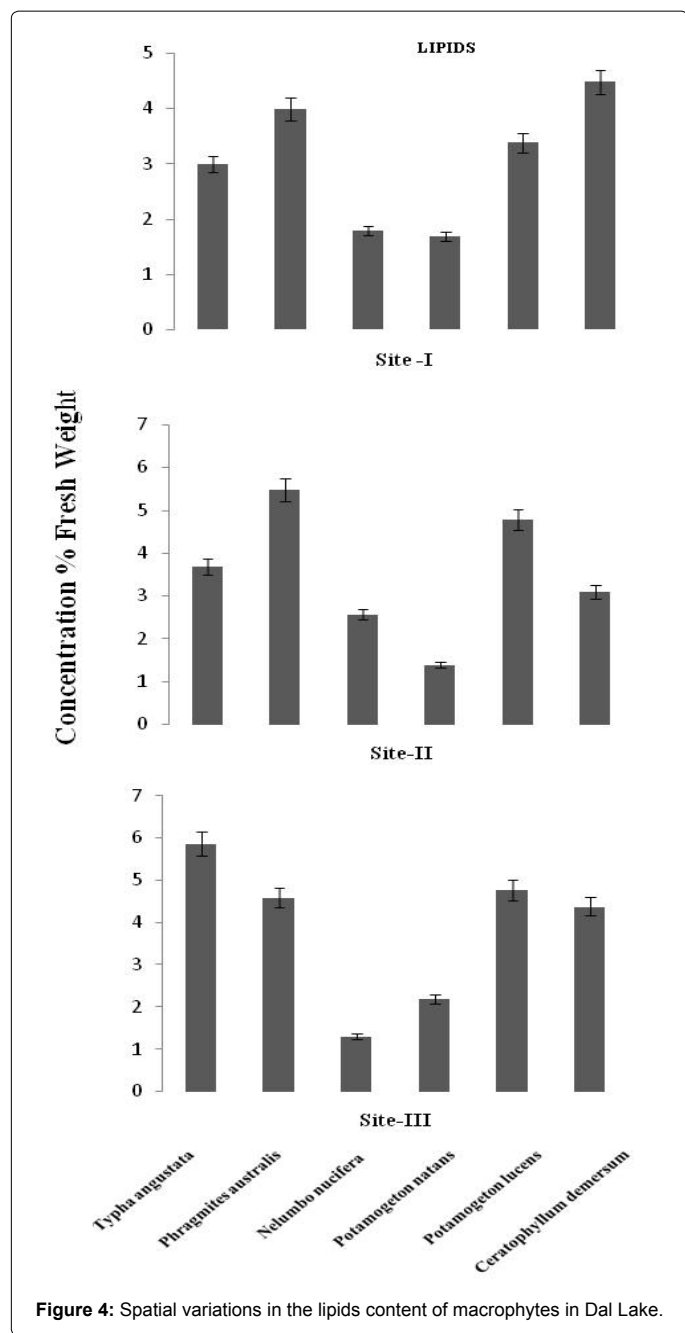 LIPIDS
5
4
3
2
1
0
Site -I
Concentration % Fresh Weight
7
6
5
4
3
2
1
0
Site-II
7
6
5
4
3
2
1
0
Site-III
Typha angustata
Phragmites australis
Nelumbo nucifera
Potamogeton natans
Potamogeton lucens
Ceratophyllum demersum
Figure 4: Spatial variations in the lipids content of macrophytes in Dal Lake.